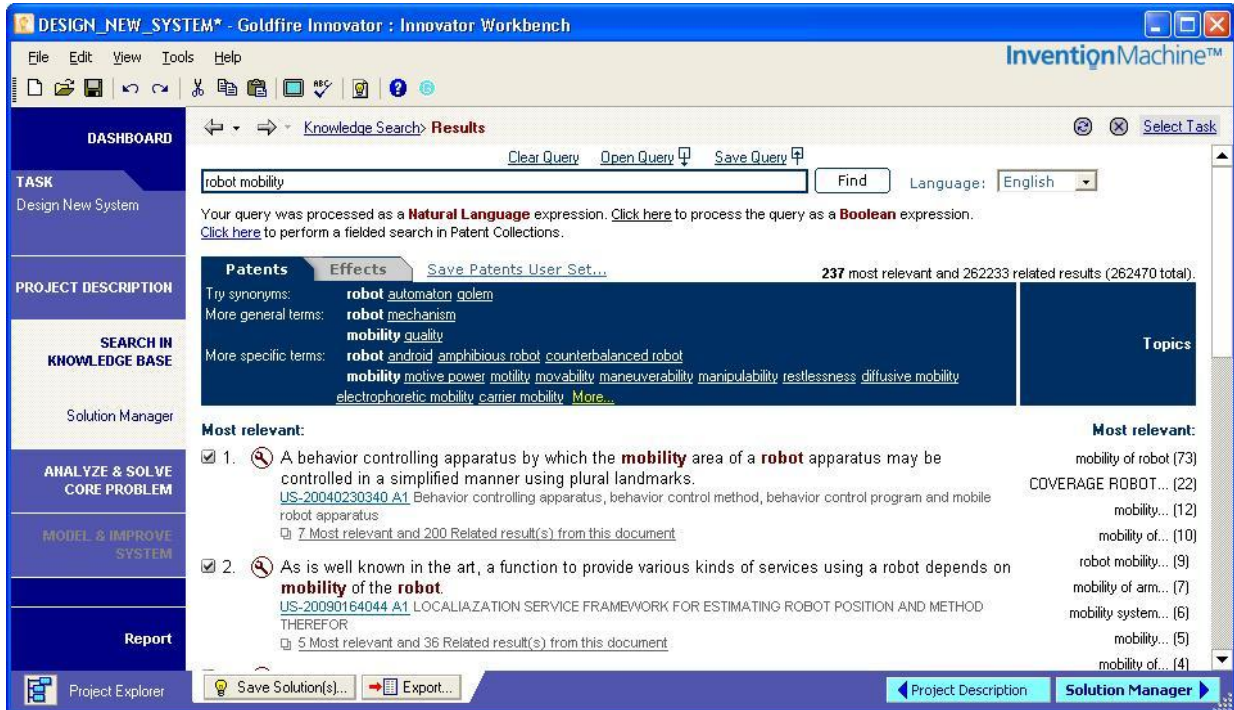 DESIGN_NEW_SYSTEM* - Goldfire Innovator : Innovator Workbench
File Edit View Tools Help
InventionMachine™
DASHBOARD
TASK
Design New System
PROJECT DESCRIPTION
SEARCH IN
KNOWLEDGE BASE
Solution Manager
ANALYZE & SOLVE
CORE PROBLEM
MODEL & IMPROVE
SYSTEM
Report
Knowledge Search> Results
Select Task
Clear Query Open Query Save Query
robot mobility
Find Language: English
Your query was processed as a Natural Language expression. Click here to process the query as a Boolean expression.
Click here to perform a fielded search in Patent Collections.
Patents Effects Save Patents User Set... 237 most relevant and 262233 related results (262470 total).
Try synonyms: robot automaton golem
More general terms: robot mechanism
mobility quality
More specific terms: robot android amphibious robot counterbalanced robot
mobility motive power motility movability maneuverability manipulability restlessness diffusive mobility
electrophoretic mobility carrier mobility More...
Topics
Most relevant:
1. A behavior controlling apparatus by which the mobility area of a robot apparatus may be
controlled in a simplified manner using plural landmarks.
US-20040230340 A1 Behavior controlling apparatus, behavior control method, behavior control program and mobile
robot apparatus
7 Most relevant and 200 Related result(s) from this document
2. As is well known in the art, a function to provide various kinds of services using a robot depends on
mobility of the robot.
US-20090164044 A1 LOCALIAZATION SERVICE FRAMEWORK FOR ESTIMATING ROBOT POSITION AND METHOD
THEREFOR
5 Most relevant and 36 Related result(s) from this document
Most relevant:
mobility of robot (73)
COVERAGE ROBOT... (22)
mobility... (12)
mobility of... (10)
robot mobility... (9)
mobility of arm... (7)
mobility system... (6)
mobility... (5)
mobility of... (4)
Project Explorer Save Solution(s)... Export... Project Description Solution Manager